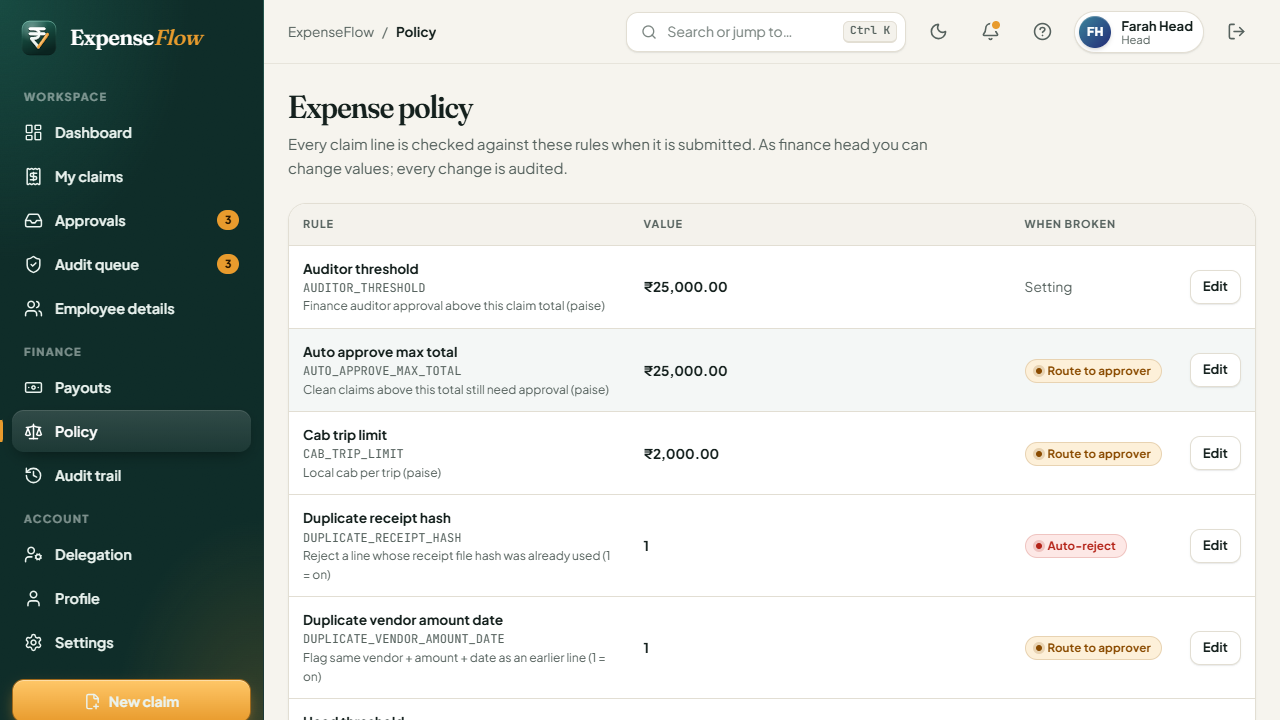 ExpenseFlow
WORKSPACE
Dashboard
My claims
Approvals 3
Audit queue 3
Employee details
FINANCE
Payouts
Policy
Audit trail
ACCOUNT
Delegation
Profile
Settings
New claim
ExpenseFlow / Policy
Search or jump to... Ctrl K
FH Farah Head
Head
Expense policy
Every claim line is checked against these rules when it is submitted. As finance head you can
change values; every change is audited.
RULE VALUE WHEN BROKEN
Auditor threshold
AUDITOR_THRESHOLD
Finance auditor approval above this claim total (paise)
₹25,000.00 Setting Edit
Auto approve max total
AUTO_APPROVE_MAX_TOTAL
Clean claims above this total still need approval (paise)
₹25,000.00 Route to approver Edit
Cab trip limit
CAB_TRIP_LIMIT
Local cab per trip (paise)
₹2,000.00 Route to approver Edit
Duplicate receipt hash
DUPLICATE_RECEIPT_HASH
Reject a line whose receipt file hash was already used (1
= on)
1 Auto-reject Edit
Duplicate vendor amount date
DUPLICATE_VENDOR_AMOUNT_DATE
Flag same vendor + amount + date as an earlier line (1 =
on)
1 Route to approver Edit